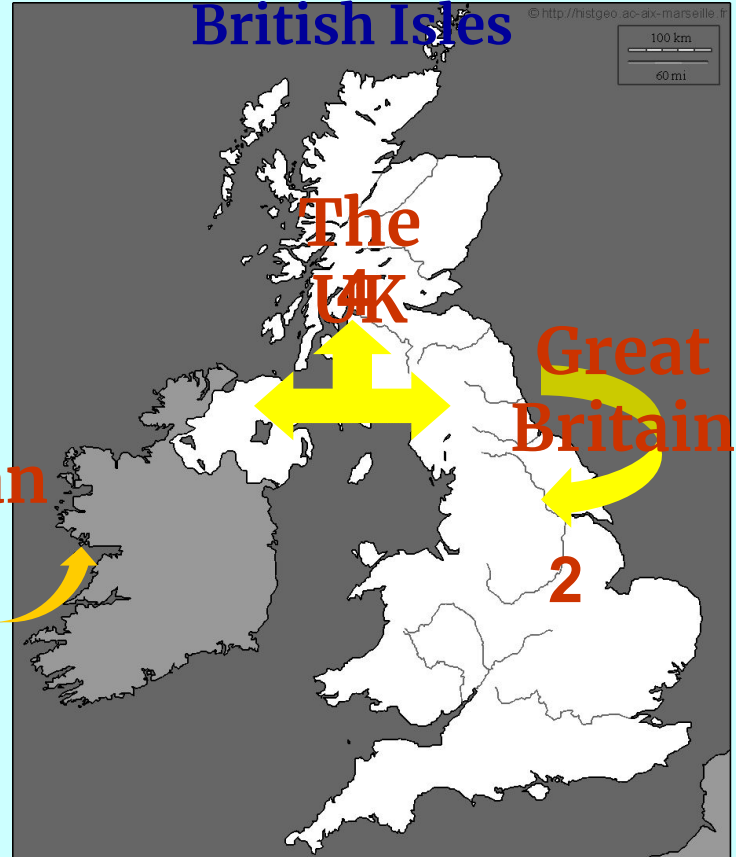 British Isles
© http://histgeo.ac-aix-marseille.fr
100 km
60 mi
The
UK
4
Great
Britain
2